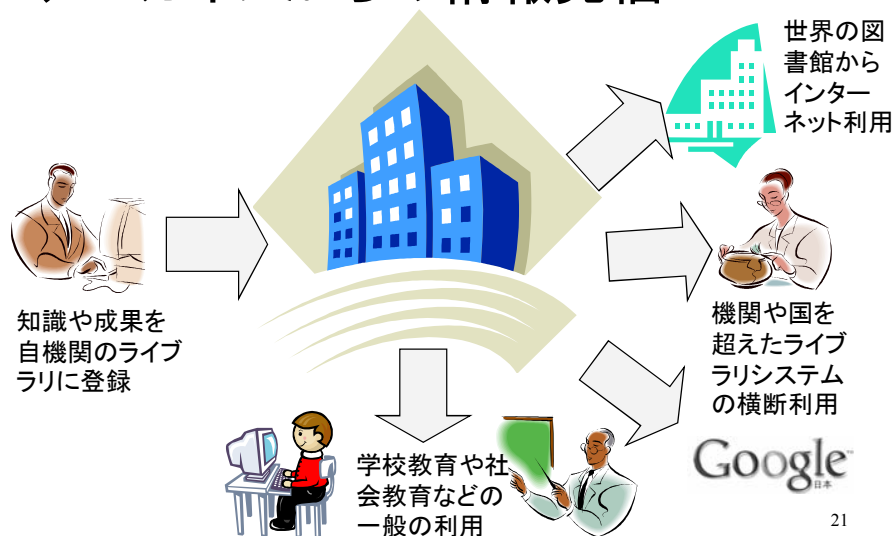 世界の図
書館から
インター
ネット利用
知識や成果を
自機関のライブ
ラリに登録
機関や国を
超えたライブ
ラリシステム
の横断利用
学校教育や社
会教育などの
一般の利用
Google
日本
21